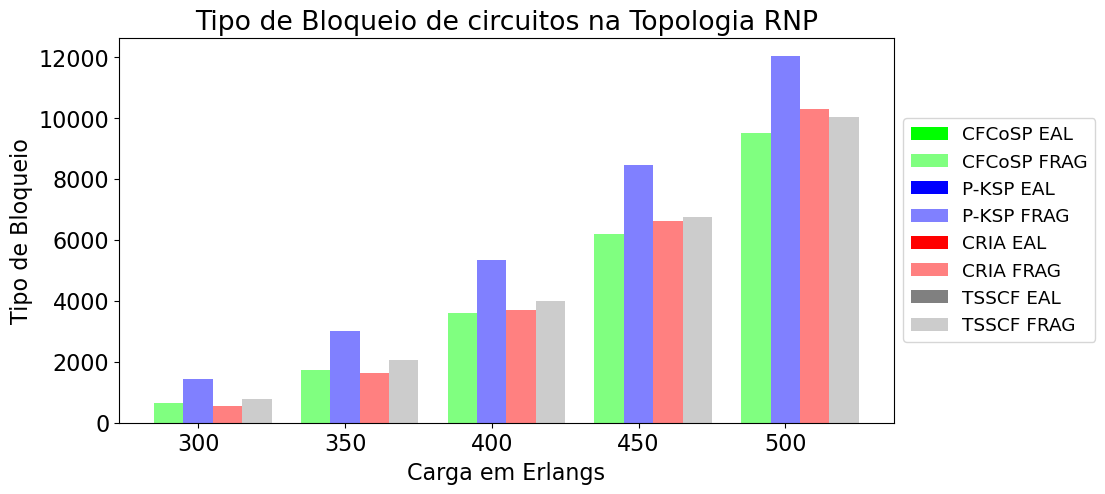 Tipo de Bloqueio de circuitos na Topologia RNP
Tipo de Bloqueio
12000
10000
8000
6000
4000
2000
0
300 350 400 450 500
Carga em Erlangs
CFCoSP EAL
CFCoSP FRAG
P-KSP EAL
P-KSP FRAG
CRIA EAL
CRIA FRAG
TSSCF EAL
TSSCF FRAG